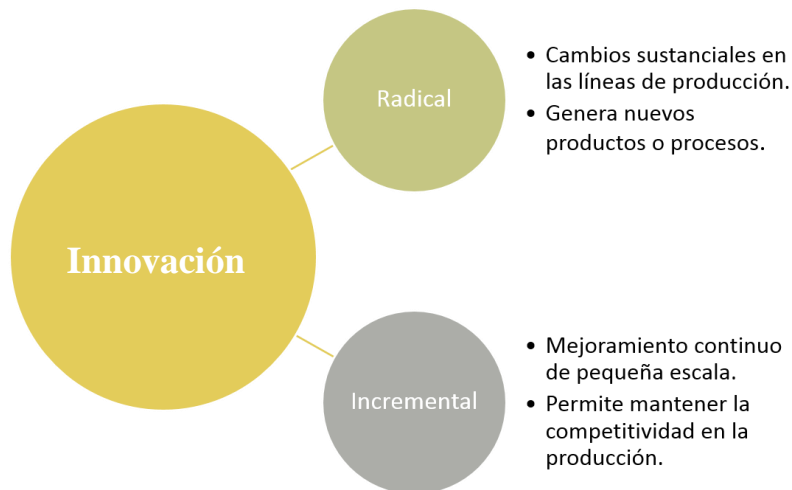 Innovación
Radical
• Cambios sustanciales en
las líneas de producción.
• Genera nuevos
productos o procesos.
Incremental
• Mejoramiento continuo
de pequeña escala.
• Permite mantener la
competitividad en la
producción.